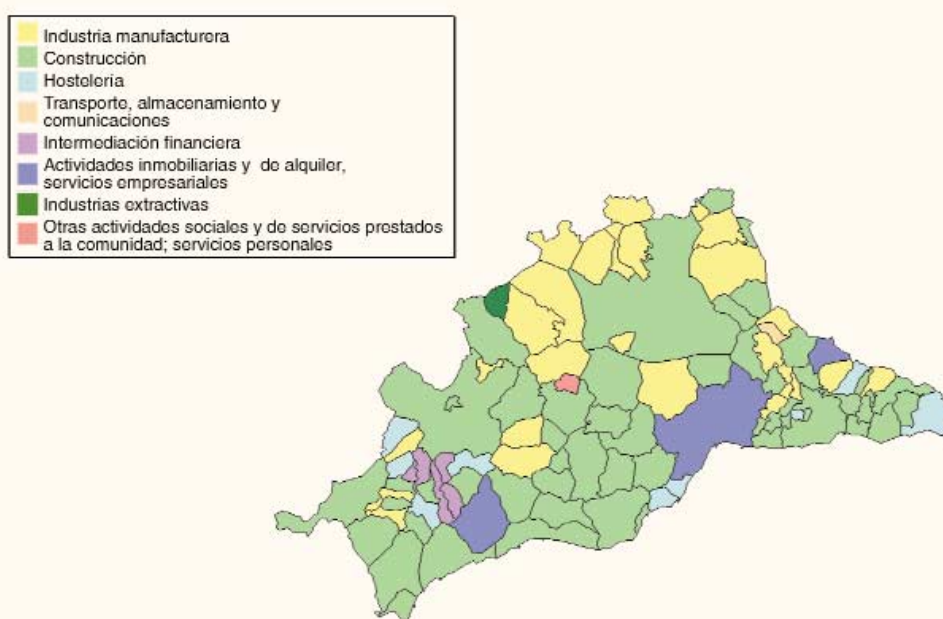 Industria manufacturera
Construcción
Hostelería
Transporte, almacenamiento y
comunicaciones
Intermediación financiera
Actividades inmobiliarias y de alquiler,
servicios empresariales
Industrias extractivas
Otras actividades sociales y de servicios prestados
a la comunidad; servicios personales